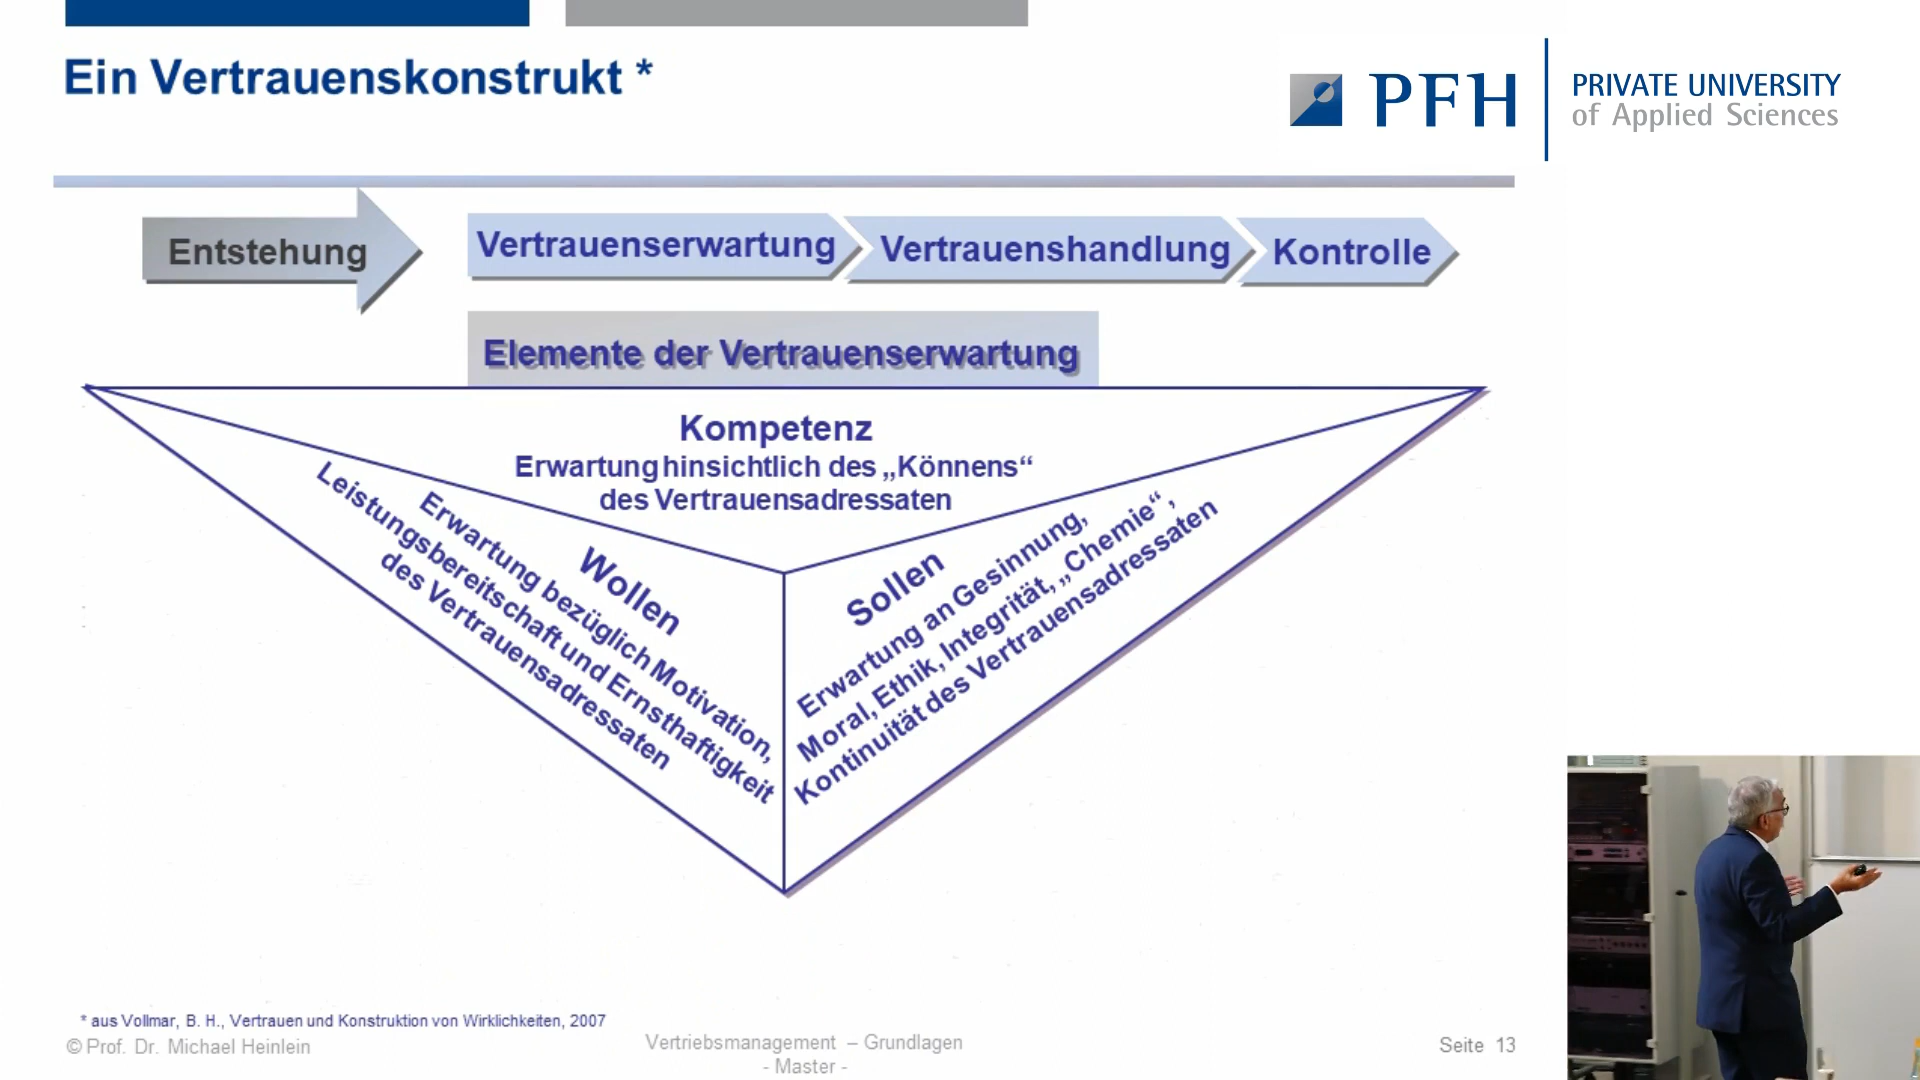 Ein Vertrauenskonstrukt *
PFH
PRIVATE UNIVERSITY
of Applied Sciences
Entstehung
Vertrauenserwartung
Vertrauenshandlung
Kontrolle
Elemente der Vertrauenserwartung
Kompetenz
Erwartung hinsichtlich des „Könnens“
des Vertrauensadressaten
Wollen
Erwartung bezüglich Motivation,
Leistungsbereitschaft und Ernsthaftigkeit
des Vertrauensadressaten
Sollen
Erwartung an Gesinnung,
Moral, Ethik, Integrität, „Chemie“,
Kontinuität des Vertrauensadressaten
* aus Vollmar, B. H., Vertrauen und Konstruktion von Wirklichkeiten, 2007
© Prof. Dr. Michael Heinlein
Vertriebsmanagement – Grundlagen
- Master -
Seite 13